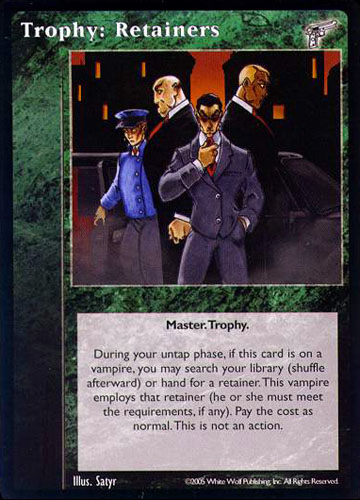 Trophy: Retainers
Master. Trophy.
During your untap phase, if this card is on a
vampire, you may search your library (shuffle
afterward) or hand for a retainer. This vampire
employs that retainer (he or she must meet
the requirements, if any). Pay the cost as
normal. This is not an action.
Illus. Satyr
©2005 White Wolf Publishing, Inc. All Rights Reserved.